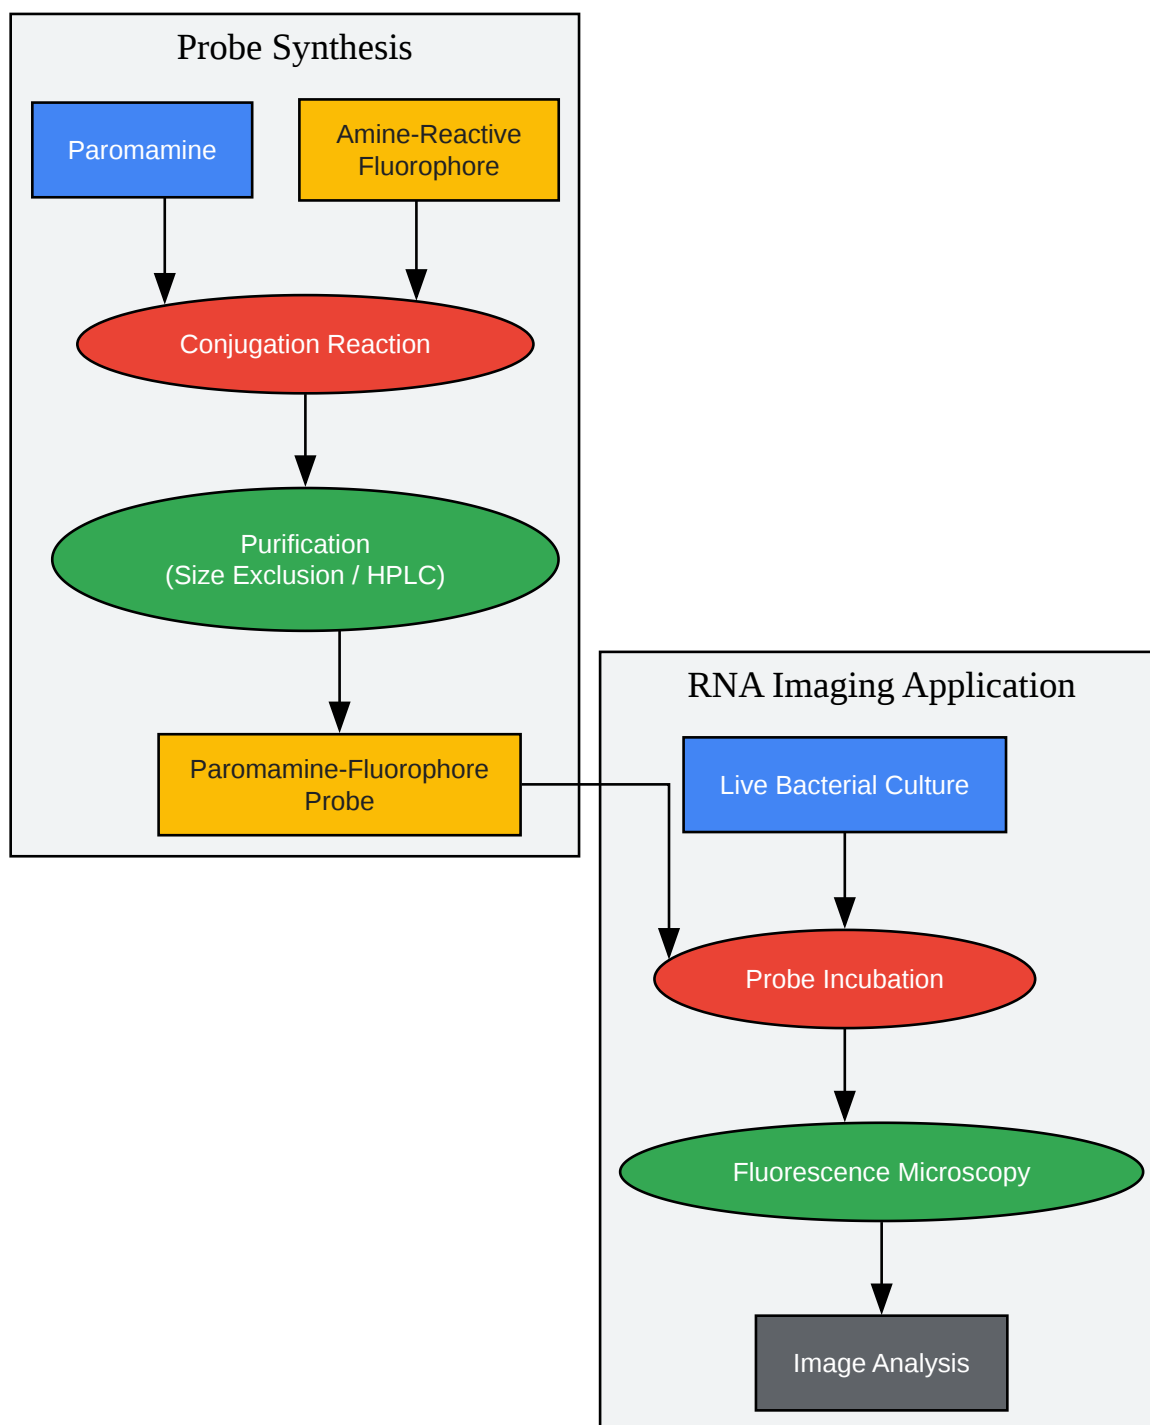 Probe Synthesis
Paromamine
Amine-Reactive
Fluorophore
Conjugation Reaction
Purification
(Size Exclusion / HPLC)
Paromamine-Fluorophore
Probe
RNA Imaging Application
Live Bacterial Culture
Probe Incubation
Fluorescence Microscopy
Image Analysis